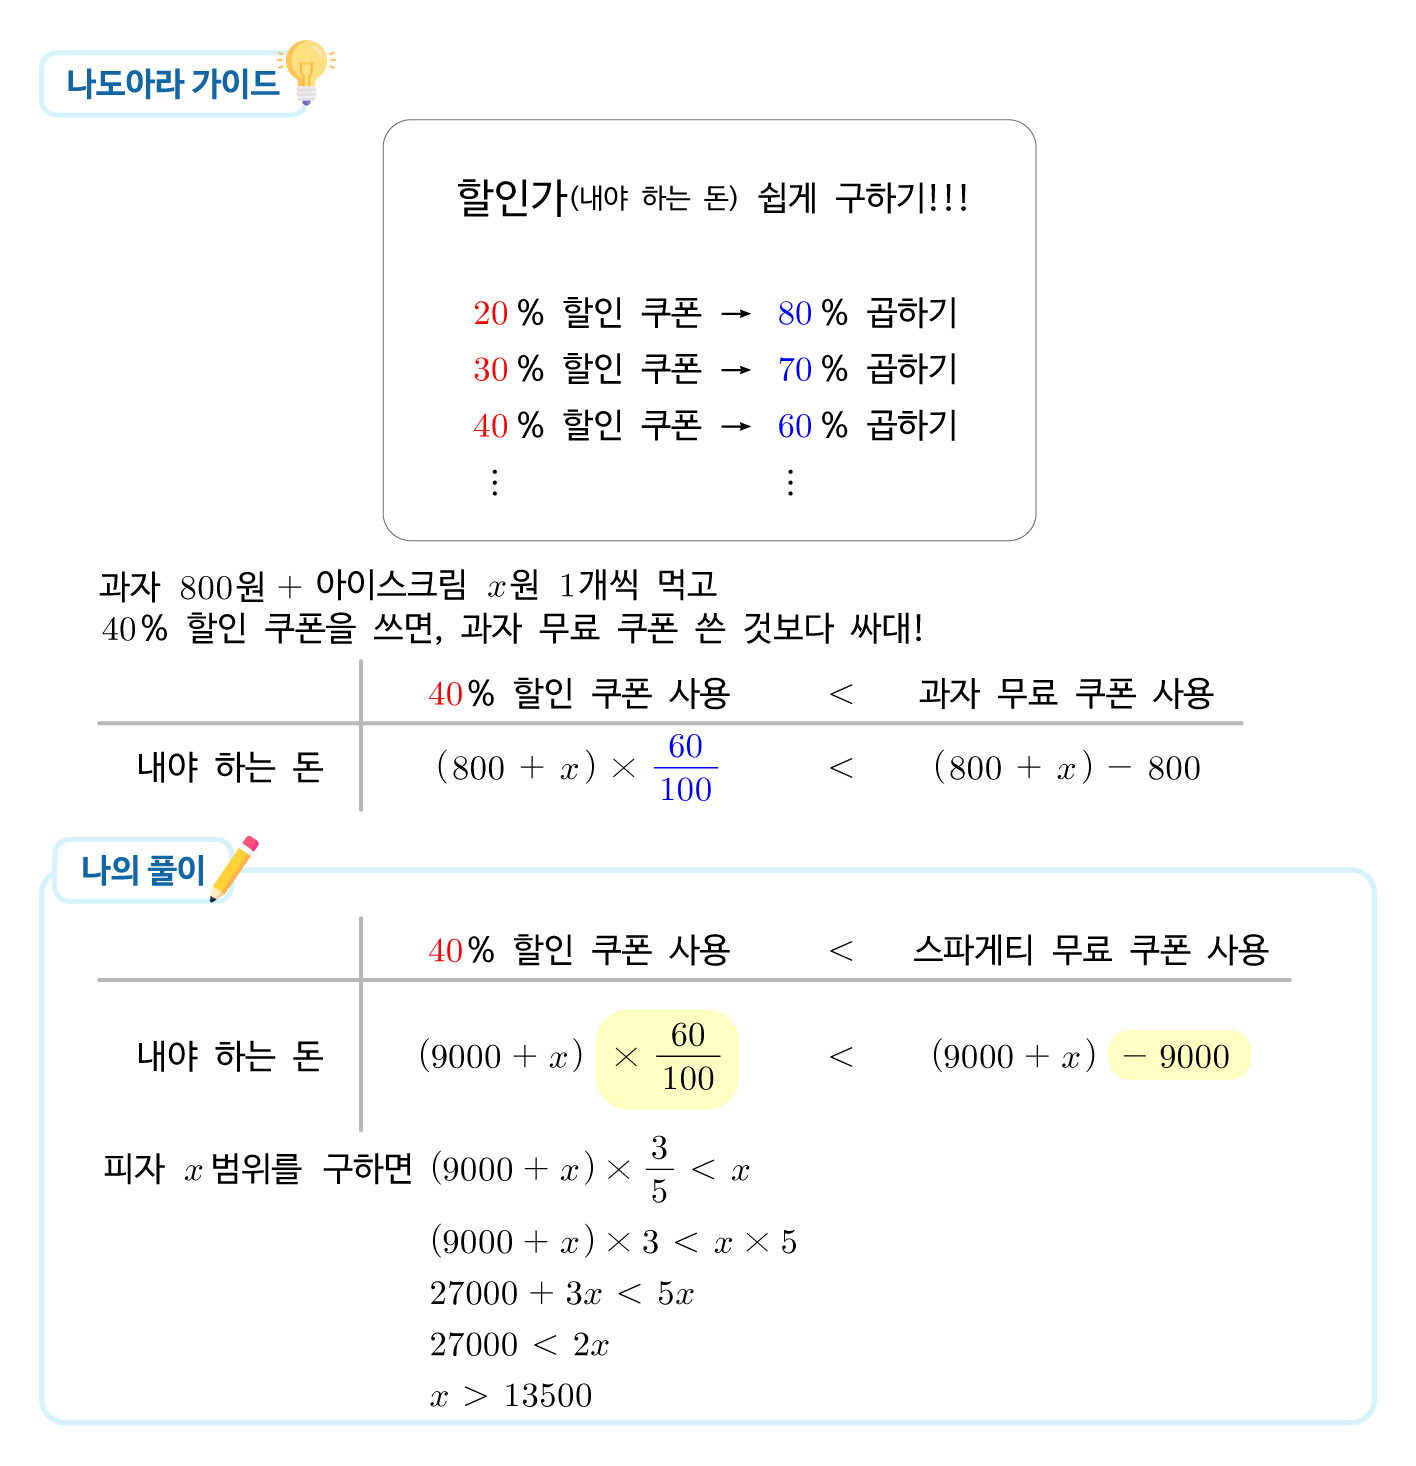 나도아라 가이드
할인가(내야 하는 돈) 쉽게 구하기!!!
20% 할인 쿠폰 → 80% 곱하기
30% 할인 쿠폰 → 70% 곱하기
40% 할인 쿠폰 → 60% 곱하기
⋮ ⋮
과자 800원 + 아이스크림 x원 1개씩 먹고
40% 할인 쿠폰을 쓰면, 과자 무료 쿠폰 쓴 것보다 싸대!
40% 할인 쿠폰 사용 < 과자 무료 쿠폰 사용
내야 하는 돈 (800 + x) × 60/100 < (800 + x) − 800
나의 풀이
40% 할인 쿠폰 사용 < 스파게티 무료 쿠폰 사용
내야 하는 돈 (9000 + x) × 60/100 < (9000 + x) − 9000
피자 x 범위를 구하면 (9000 + x) × 3/5 < x
(9000 + x) × 3 < x × 5
27000 + 3x < 5x
27000 < 2x
x > 13500